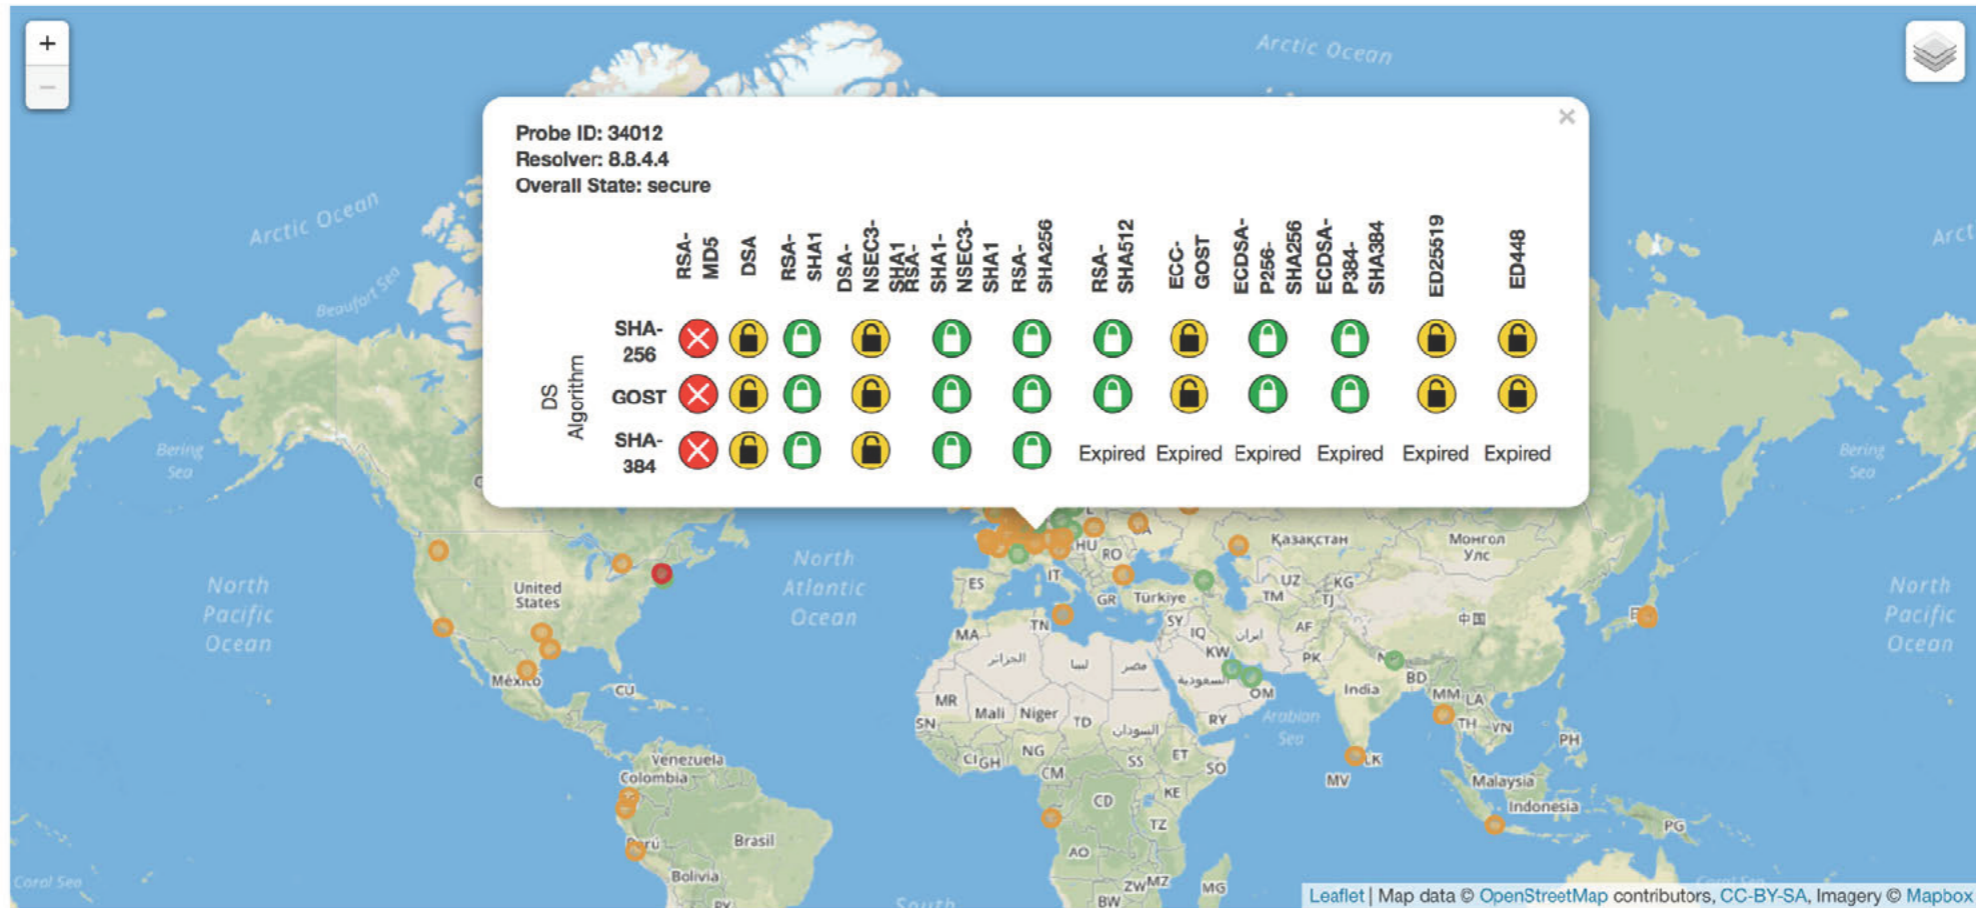 +
−
Arctic Ocean
×
Probe ID: 34012
Resolver: 8.8.4.4
Overall State: secure
Arctic Ocean
Beaufort Sea
RSA-
MD5
DSA
RSA-
SHA1
DSA-
NSEC3-
SHA1
RSA-
SHA1-
NSEC3-
SHA1
RSA-
SHA256
RSA-
SHA512
ECC-
GOST
ECDSA-
P256-
SHA256
ECDSA-
P384-
SHA384
ED25519
ED448
DS
Algorithm
SHA-
256
GOST
SHA-
384
Expired Expired Expired Expired Expired Expired
Bering
Sea
Bering
Sea
North
Pacific
Ocean
United
States
North
Atlantic
Ocean
México
CU
Venezuela
Colombia
Perú
Brasil
Bolivia
HU
RO
ES
IT
GR
Türkiye
Қазақстан
Монгол
Улс
UZ
KG
TM
TJ
中国
North
Pacific
Ocean
MA
TN
SY
IQ
ایران
AF
KW
PK
الجزائر
ليبيا
مصر
السعودية
OM
India
BD
MM
LA
MR
Mali
Niger
TD
السودان
RY
Arabian
Sea
TH
VN
SN
CI
GH
NG
CM
SS
ET
SO
MV
LK
PH
Malaysia
Indonesia
CD
KE
TZ
PG
AO
ZW
MZ
MG
BW
Coral Sea
South
Leaflet | Map data © OpenStreetMap contributors, CC-BY-SA, Imagery © Mapbox